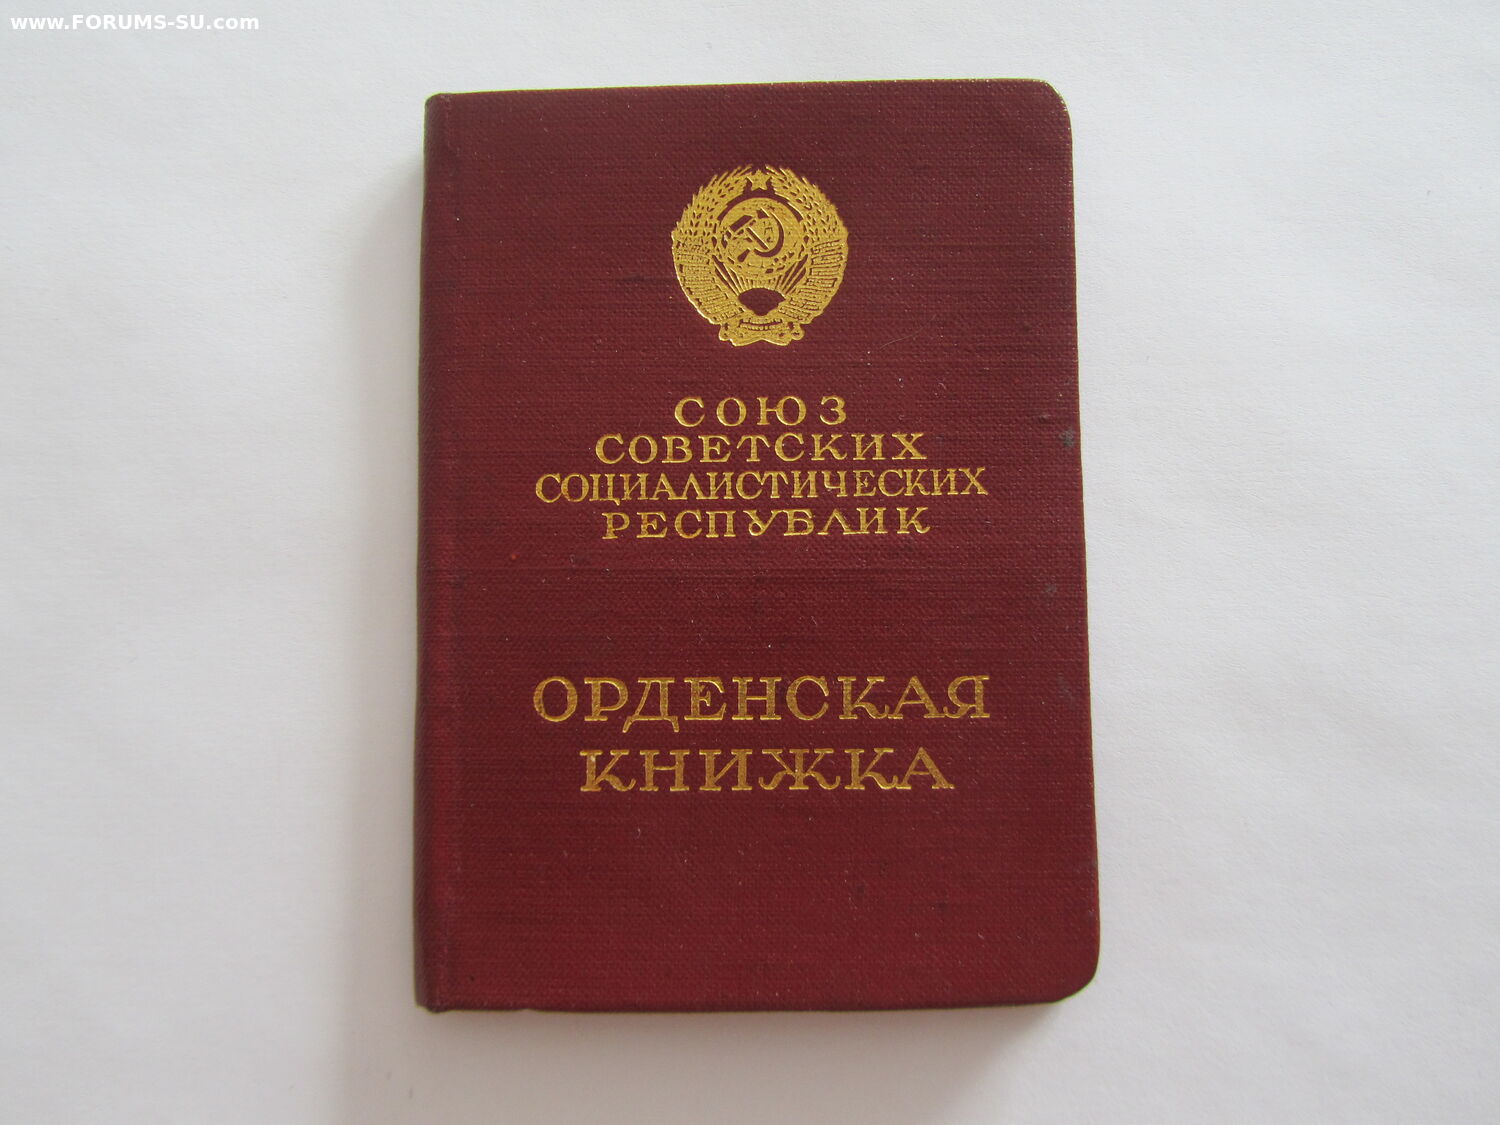 www.FORUMS-SU.com
СОЮЗ
СОВЕТСКИХ
СОЦИАЛИСТИЧЕСКИХ
РЕСПУБЛИК
ОРДЕНСКАЯ
КНИЖКА